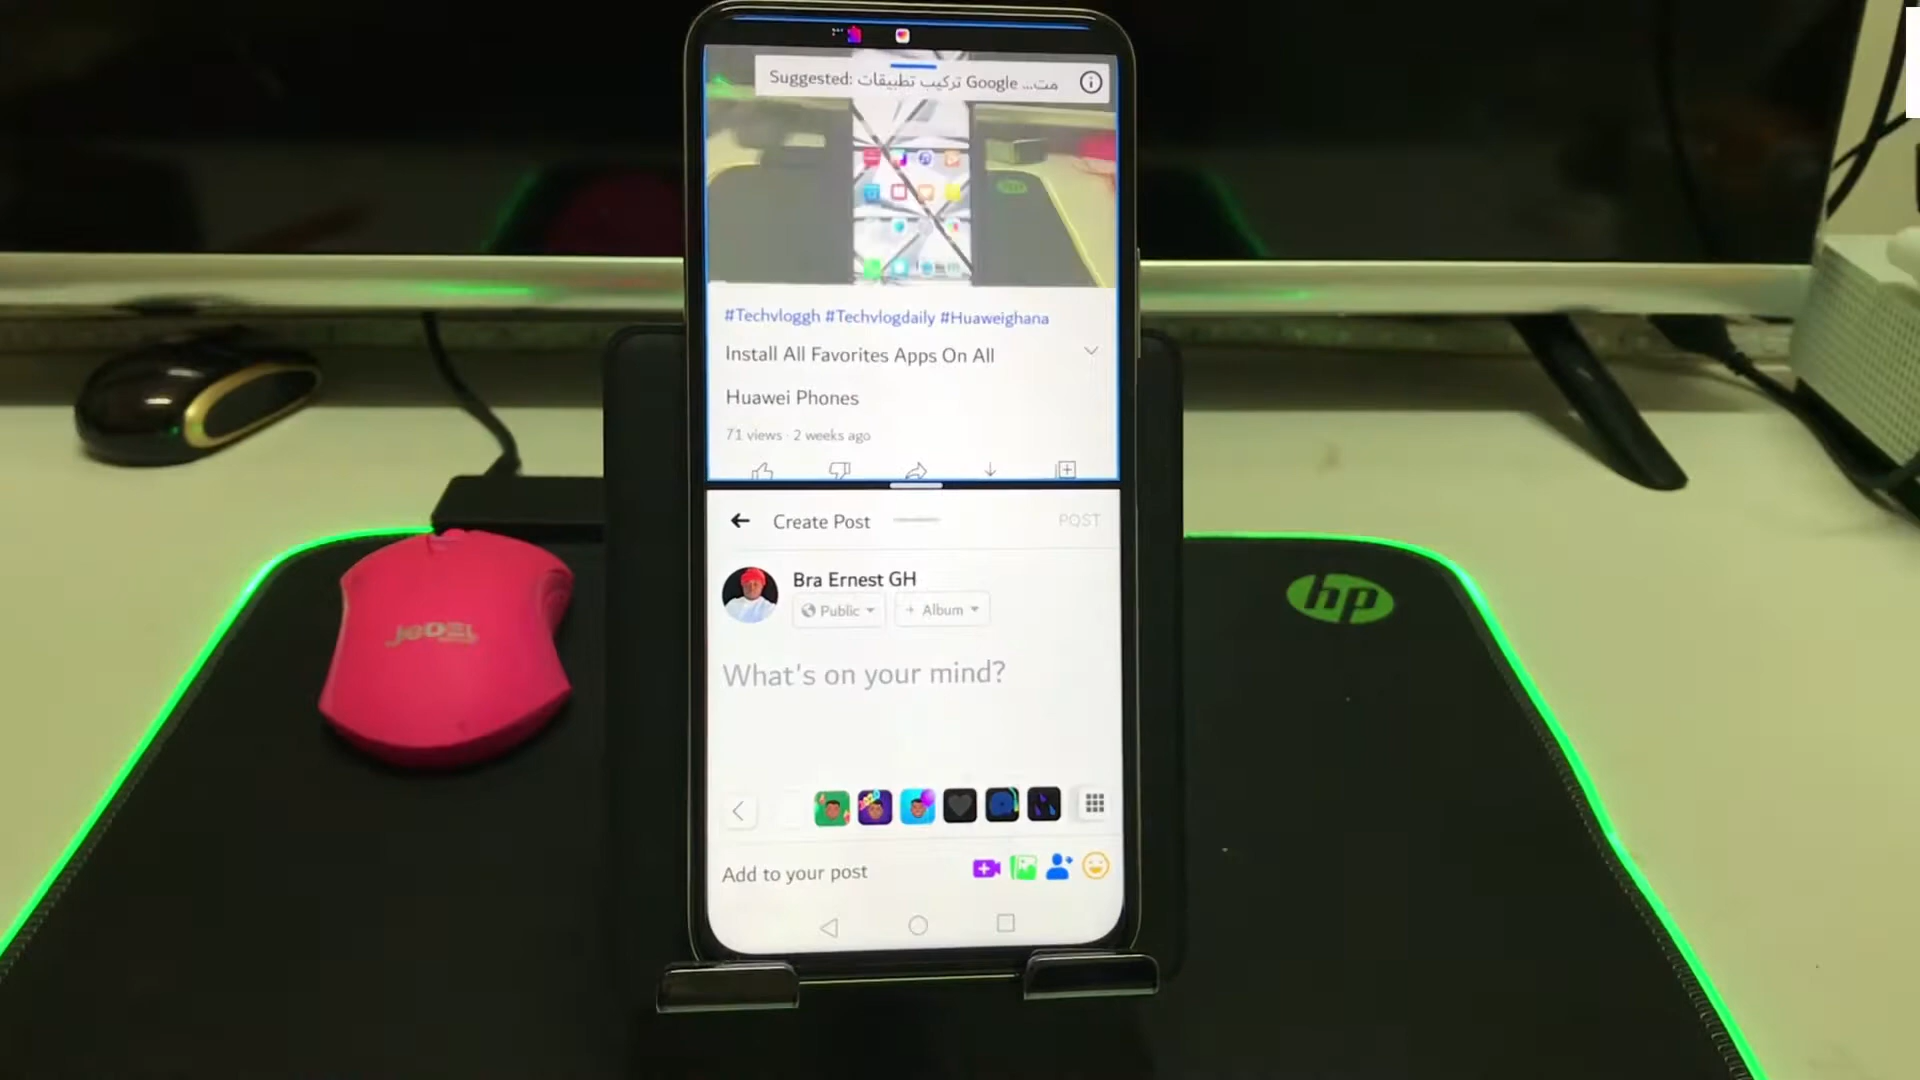 Suggested: تركيب تطبيقات Google ...مت
#Techvloggh #Techvlogdaily #Huaweighana
Install All Favorites Apps On All
Huawei Phones
71 views · 2 weeks ago
Create Post
POST
Bra Ernest GH
Public
+ Album
What's on your mind?
Add to your post
JEDEL
hp
hp